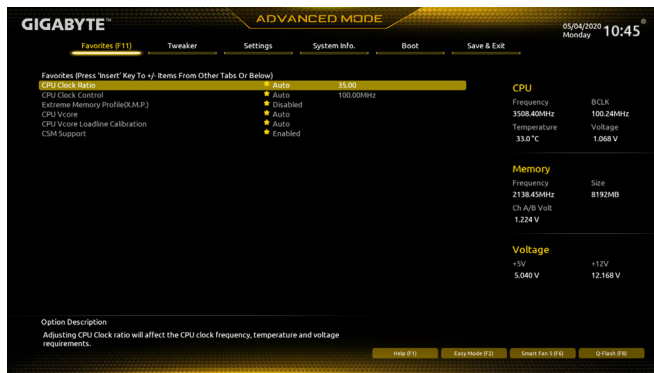 GIGABYTE™
ADVANCED MODE
05/04/2020
Monday
10:45
Favorites (F11) Tweaker Settings System Info. Boot Save & Exit
Favorites (Press 'Insert' Key To +/- Items From Other Tabs Or Below)
CPU Clock Ratio Auto 35.00
CPU Clock Control Auto 100.00MHz
Extreme Memory Profile(X.M.P.) Disabled
CPU Vcore Auto
CPU Vcore Loadline Calibration Auto
CSM Support Enabled
CPU
Frequency BCLK
3508.40MHz 100.24MHz
Temperature Voltage
33.0 °C 1.068 V
Memory
Frequency Size
2138.45MHz 8192MB
Ch A/B Volt
1.224 V
Voltage
+5V +12V
5.040 V 12.168 V
Option Description
Adjusting CPU Clock ratio will affect the CPU clock frequency, temperature and voltage
requirements.
Help (F1) Easy Mode (F2) Smart Fan 5 (F6) Q-Flash (F8)